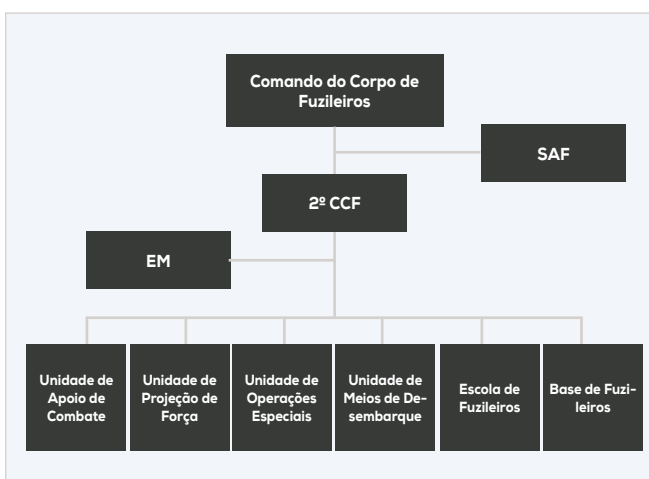 Comando do Corpo de
Fuzileiros
SAF
2º CCF
EM
Unidade de
Apoio de
Combate
Unidade de
Projeção de
Força
Unidade de
Operações
Especiais
Unidade de
Meios de De-
sembarque
Escola de
Fuzileiros
Base de Fuzi-
leiros